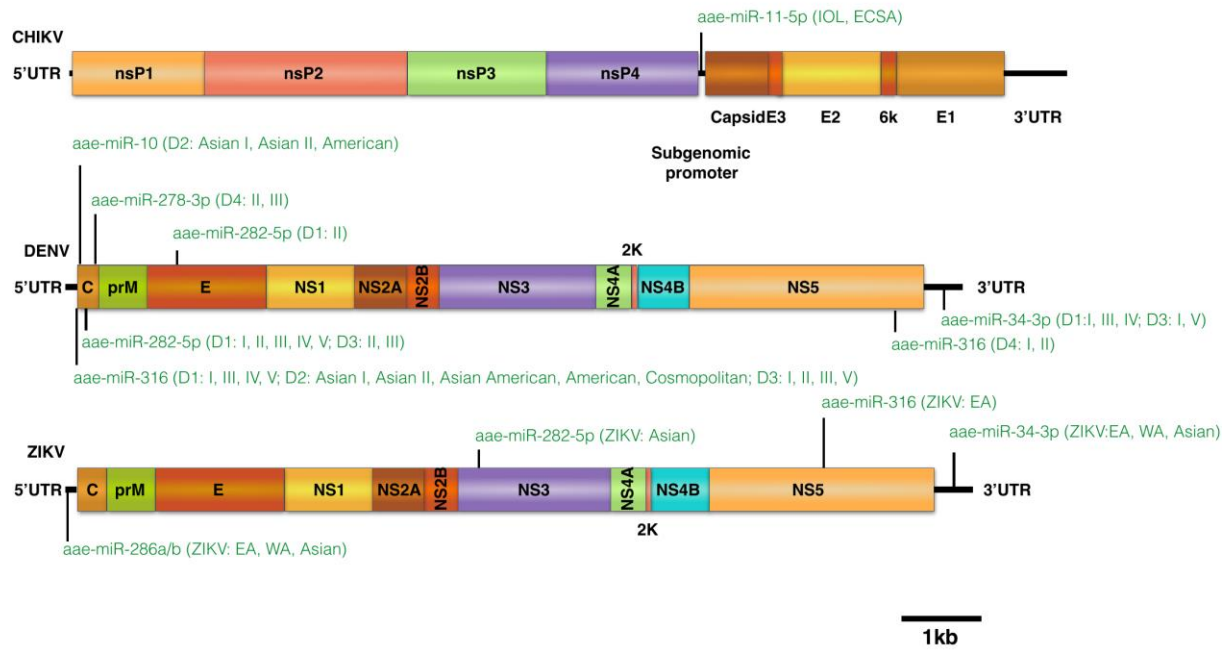 aae-miR-11-5p (IOL, ECSA)
CHIKV
5'UTR nsP1 nsP2 nsP3 nsP4
CapsidE3 E2 6k E1 3'UTR
Subgenomic
promoter
aae-miR-10 (D2: Asian I, Asian II, American)
aae-miR-278-3p (D4: II, III)
aae-miR-282-5p (D1: II)
DENV 2K
5'UTR C prM E NS1 NS2A NS2B NS3 NS4A NS4B NS5 3'UTR
aae-miR-34-3p (D1:I, III, IV; D3: I, V)
aae-miR-282-5p (D1: I, II, III, IV, V; D3: II, III) aae-miR-316 (D4: I, II)
aae-miR-316 (D1: I, III, IV, V; D2: Asian I, Asian II, Asian American, American, Cosmopolitan; D3: I, II, III, V)
aae-miR-316 (ZIKV: EA)
aae-miR-282-5p (ZIKV: Asian) aae-miR-34-3p (ZIKV:EA, WA, Asian)
ZIKV
5'UTR C prM E NS1 NS2A NS2B NS3 NS4A NS4B NS5 3'UTR
2K
aae-miR-286a/b (ZIKV: EA, WA, Asian)
1kb